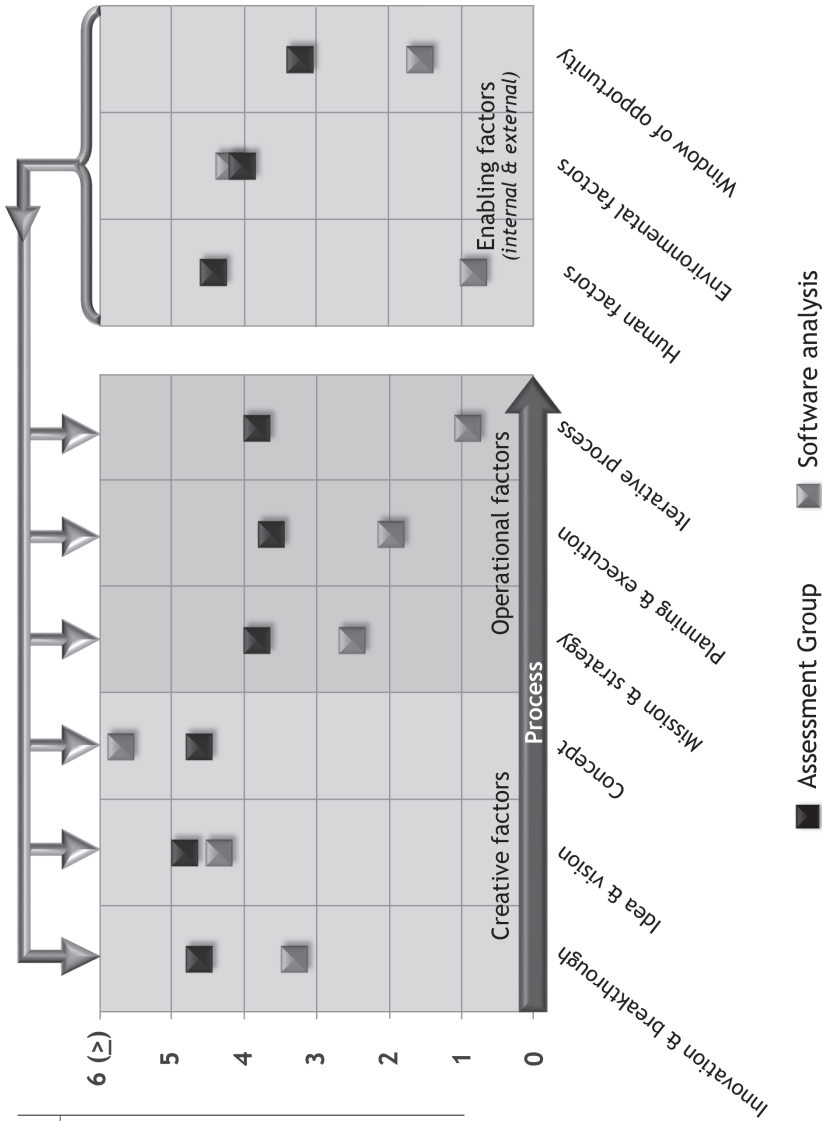 6 (≥)
5
4
3
2
1
0
Creative factors
Operational factors
Enabling factors
(internal & external)
Process
Innovation & breakthrough
Idea & vision
Concept
Mission & strategy
Planning & execution
Iterative process
Human factors
Environmental factors
Window of opportunity
Assessment Group
Software analysis